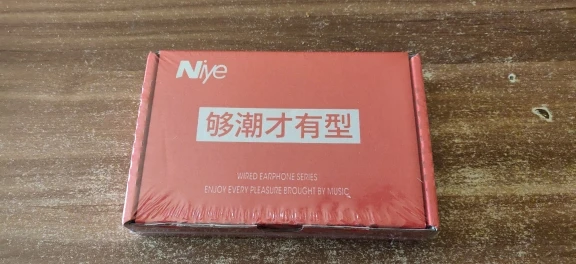 Niye
够潮才有型
WIRED EARPHONE SERIES
ENJOY EVERY PLEASURE BROUGHT BY MUSIC